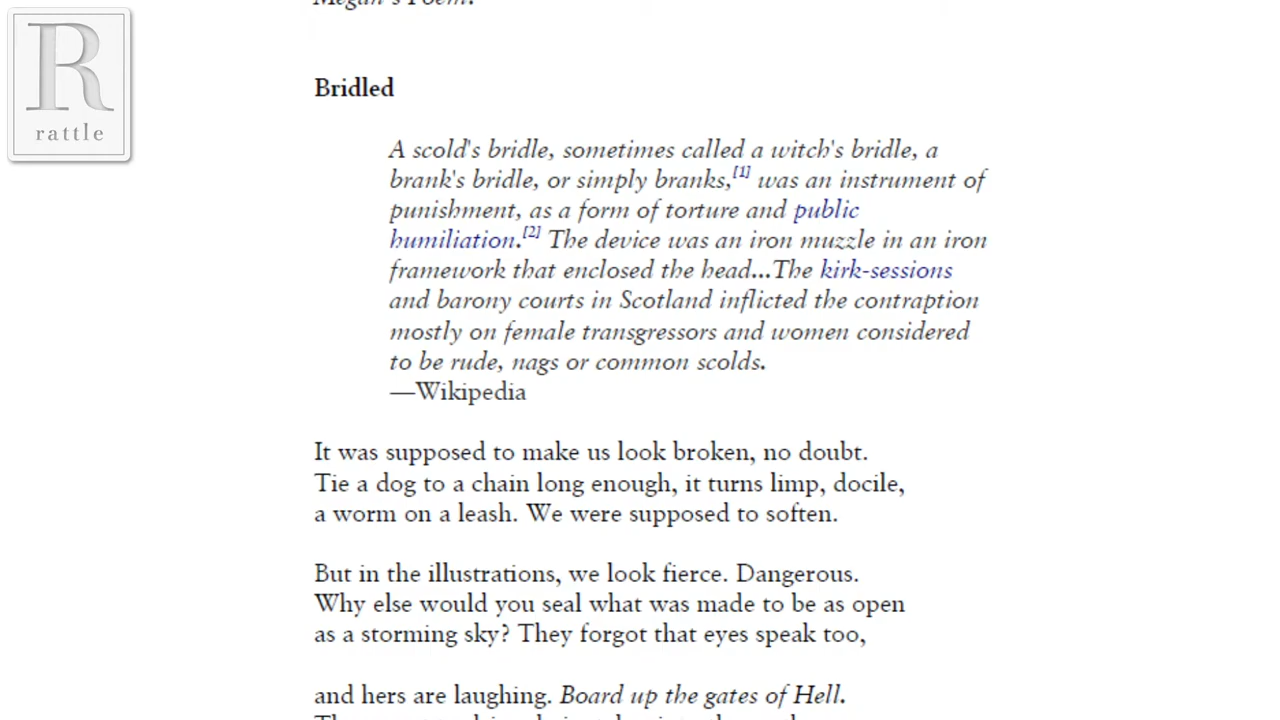 Megan's Poem.
R
rattle
Bridled
A scold's bridle, sometimes called a witch's bridle, a
brank's bridle, or simply branks,[1] was an instrument of
punishment, as a form of torture and public
humiliation.[2] The device was an iron muzzle in an iron
framework that enclosed the head...The kirk-sessions
and barony courts in Scotland inflicted the contraption
mostly on female transgressors and women considered
to be rude, nags or common scolds.
—Wikipedia
It was supposed to make us look broken, no doubt.
Tie a dog to a chain long enough, it turns limp, docile,
a worm on a leash. We were supposed to soften.
But in the illustrations, we look fierce. Dangerous.
Why else would you seal what was made to be as open
as a storming sky? They forgot that eyes speak too,
and hers are laughing. Board up the gates of Hell.